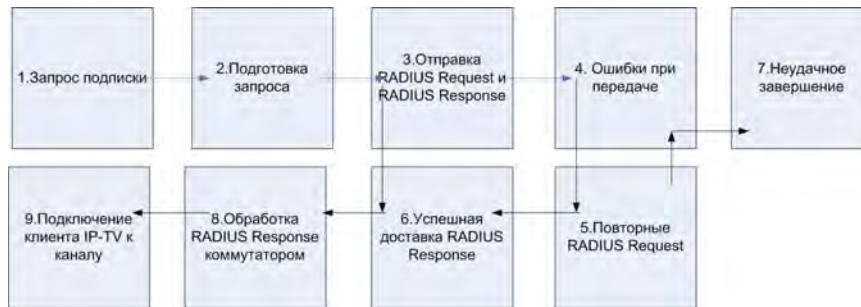 1.Запрос подписки
2.Подготовка
запроса
3.Отправка
RADIUS Request и
RADIUS Response
4. Ошибки при
передаче
7.Неудачное
завершение
9.Подключение
клиента IP-TV к
каналу
8.Обработка
RADIUS Response
коммутатором
6.Успешная
доставка RADIUS
Response
5.Повторные
RADIUS Request